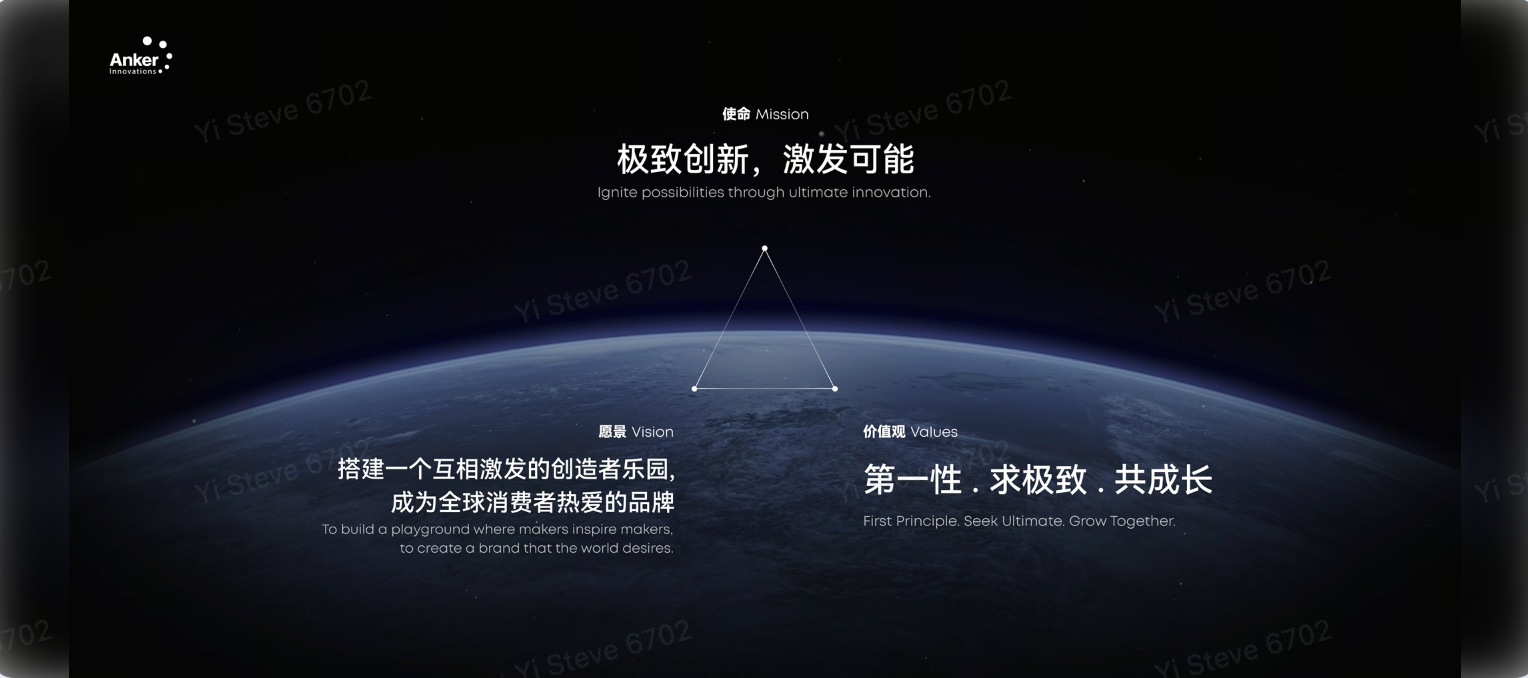 Anker
Innovations
使命 Mission
极致创新，激发可能
Ignite possibilities through ultimate innovation.
愿景 Vision
搭建一个互相激发的创造者乐园,
成为全球消费者热爱的品牌
To build a playground where makers inspire makers,
to create a brand that the world desires.
价值观 Values
第一性 . 求极致 . 共成长
First Principle. Seek Ultimate. Grow Together.
Yi Steve 6702
Yi Steve 6702
Yi S
702
Yi Steve 6702
Yi Steve 6702
Yi Steve 6702
02
Yi S
702
Yi Steve 6702
Yi Steve 6702